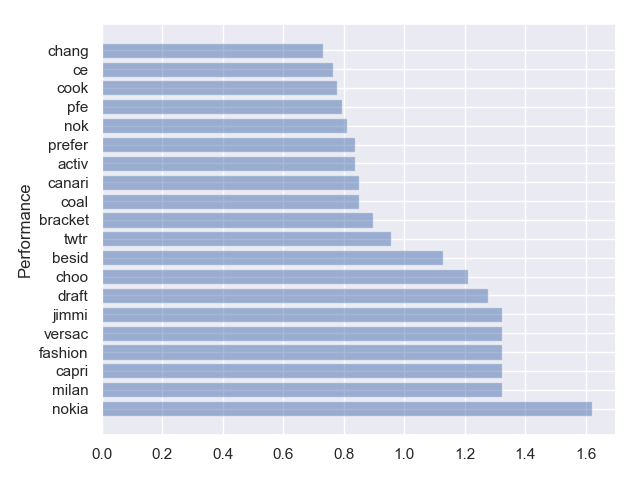 chang
ce
cook
pfe
nok
prefer
activ
canari
coal
bracket
twtr
besid
choo
draft
jimmi
versac
fashion
capri
milan
nokia
Performance
0.0 0.2 0.4 0.6 0.8 1.0 1.2 1.4 1.6